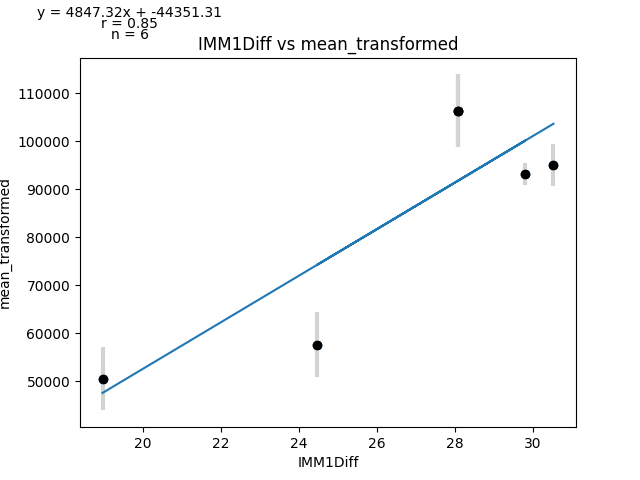 y = 4847.32x + -44351.31
r = 0.85
n = 6
IMM1Diff vs mean_transformed
110000
100000
90000
80000
70000
60000
50000
mean_transformed
20 22 24 26 28 30
IMM1Diff